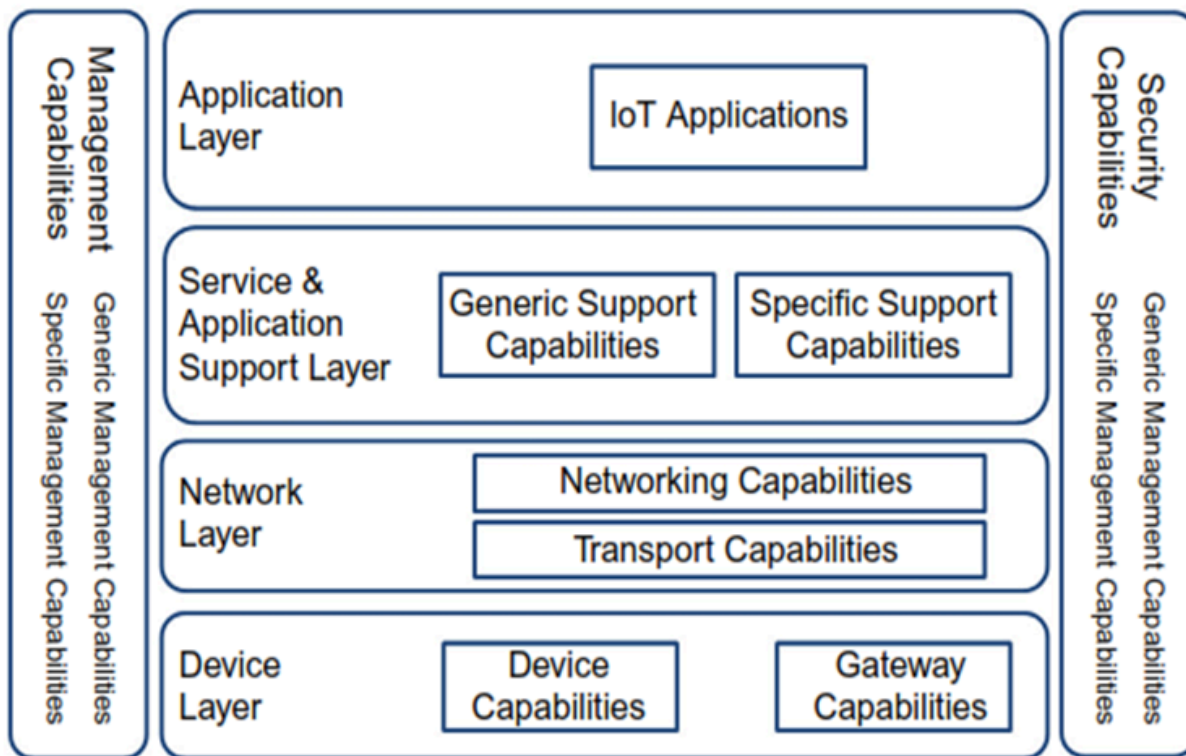 Management
Capabilities
Generic Management Capabilities
Specific Management Capabilities
Application
Layer
IoT Applications
Service &
Application
Support Layer
Generic Support
Capabilities
Specific Support
Capabilities
Network
Layer
Networking Capabilities
Transport Capabilities
Device
Layer
Device
Capabilities
Gateway
Capabilities
Security
Capabilities
Generic Management Capabilities
Specific Management Capabilities